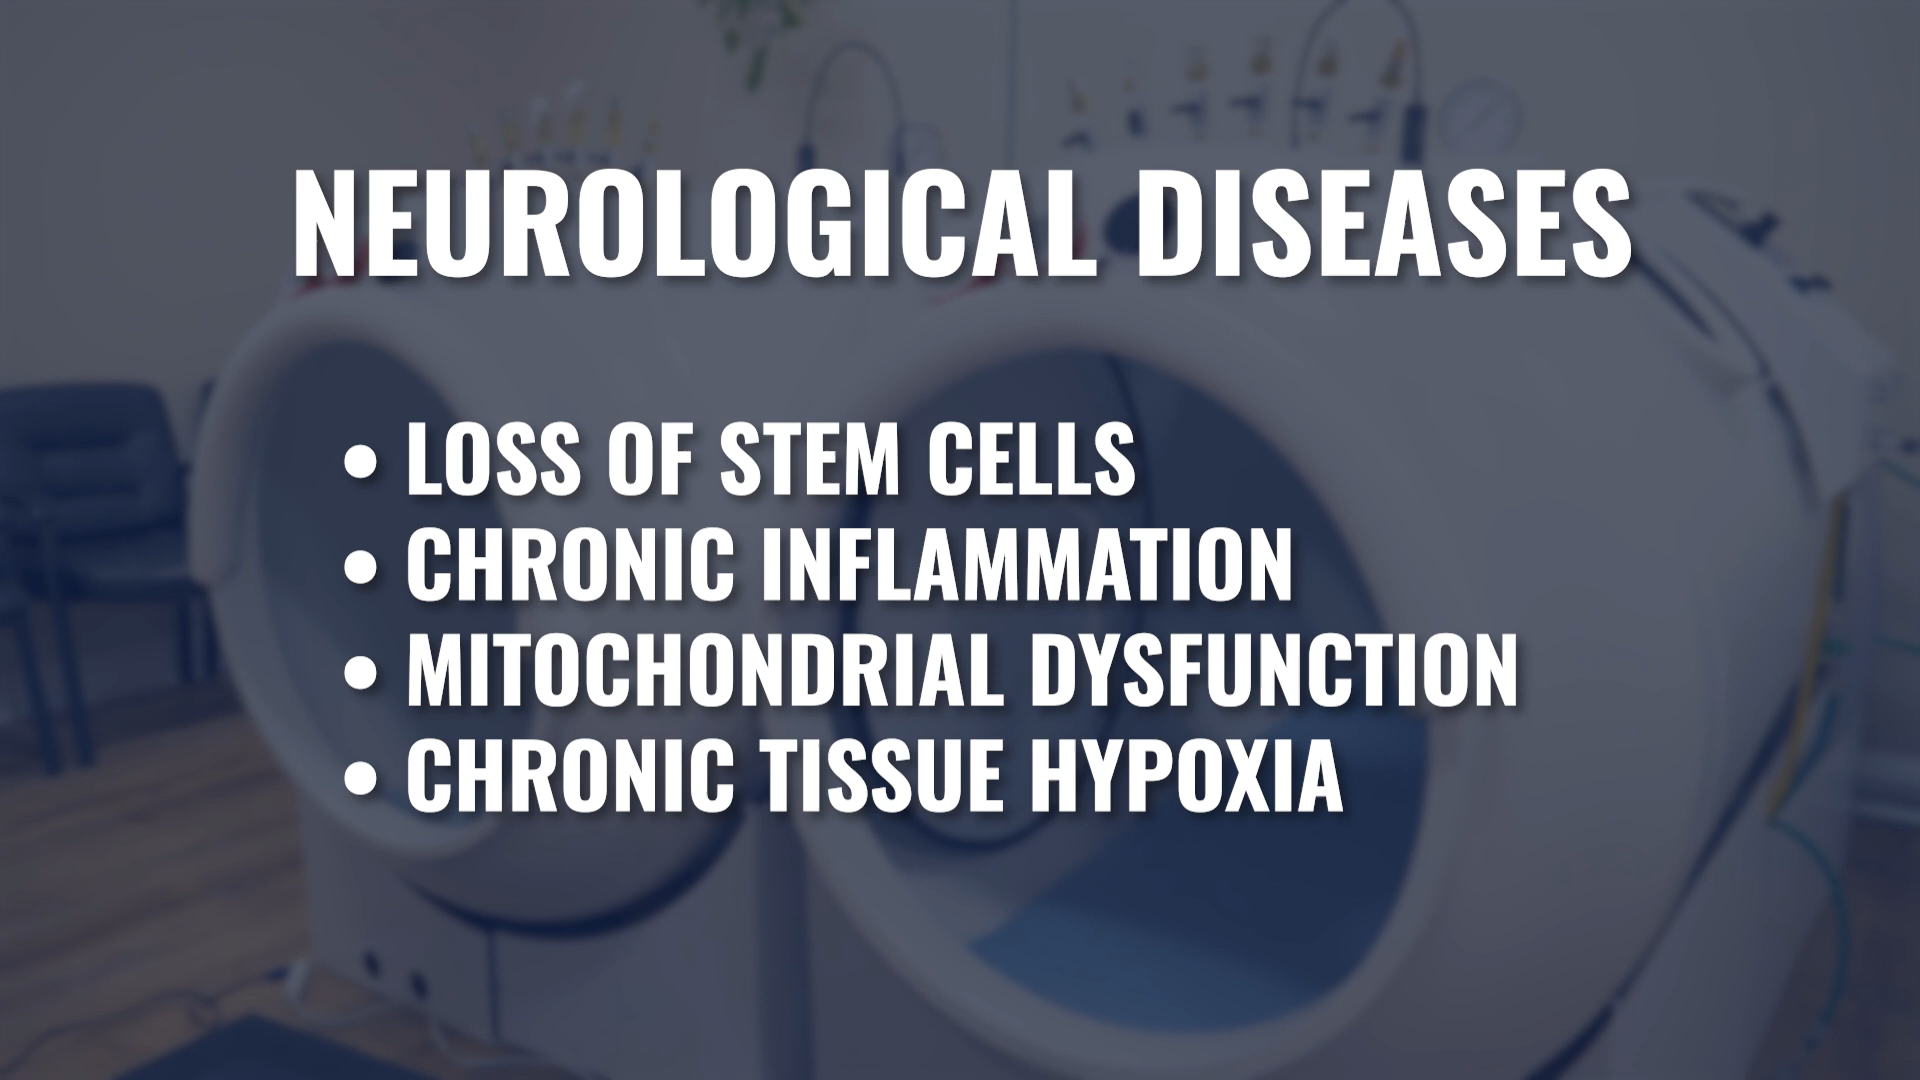 NEUROLOGICAL DISEASES
• LOSS OF STEM CELLS
• CHRONIC INFLAMMATION
• MITOCHONDRIAL DYSFUNCTION
• CHRONIC TISSUE HYPOXIA